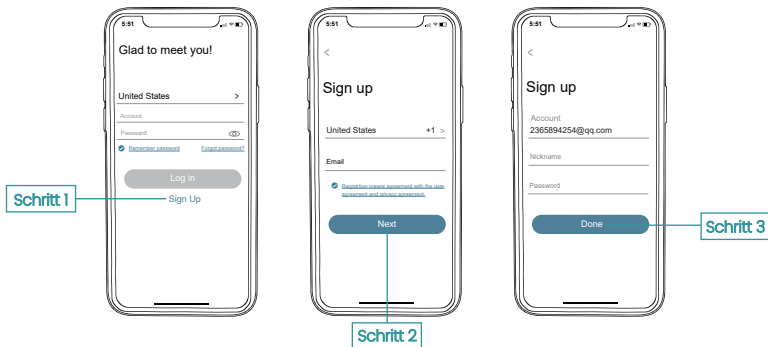 5:51
Glad to meet you!
United States >
Account
Password
Remember password Forgot password?
Log in
Sign Up
Schritt 1
5:51
<
Sign up
United States +1 >
Email
Registrtion means agreement with the user
agreement and privacy agreement.
Next
Schritt 2
5:51
<
Sign up
Account
2365894254@qq.com
Nickname
Password
Done
Schritt 3